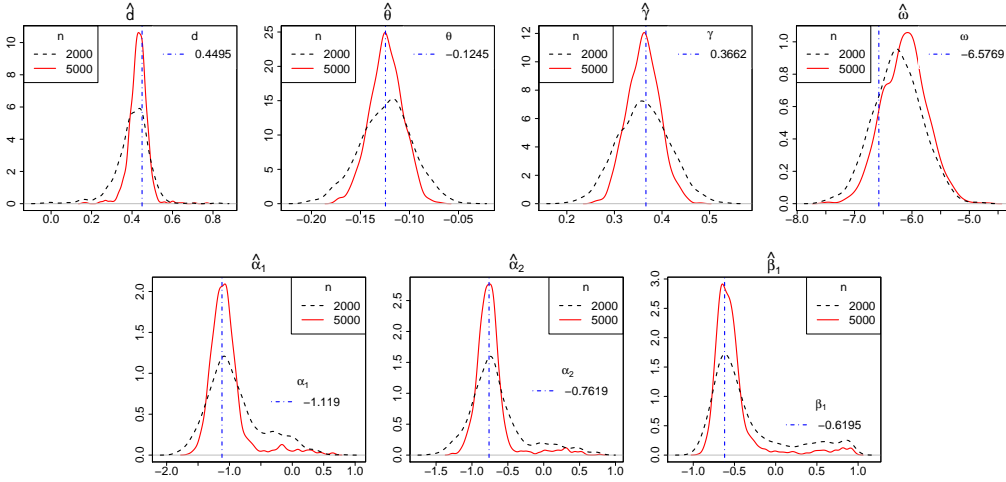 d̂
n
2000
5000
d
0.4495
0 2 4 6 8 10
0.0 0.2 0.4 0.6 0.8
θ̂
n
2000
5000
θ
−0.1245
0 5 10 15 20 25
−0.20 −0.10 −0.05
γ̂
n
2000
5000
γ
0.3662
0 2 4 6 8 10 12
0.2 0.3 0.4 0.5
ω̂
n
2000
5000
ω
−6.5769
0.0 0.2 0.4 0.6 0.8 1.0
−8.0 −7.0 −6.0 −5.0
α̂₁
n
2000
5000
α₁
−1.119
0.0 0.5 1.0 1.5 2.0
−2.0 −1.0 0.0 0.5 1.0
α̂₂
n
2000
5000
α₂
−0.7619
0.0 0.5 1.0 1.5 2.0 2.5
−1.5 −0.5 0.0 0.5 1.0
β̂₁
n
2000
5000
β₁
−0.6195
0.0 0.5 1.0 1.5 2.0 2.5 3.0
−1.0 −0.5 0.0 0.5 1.0